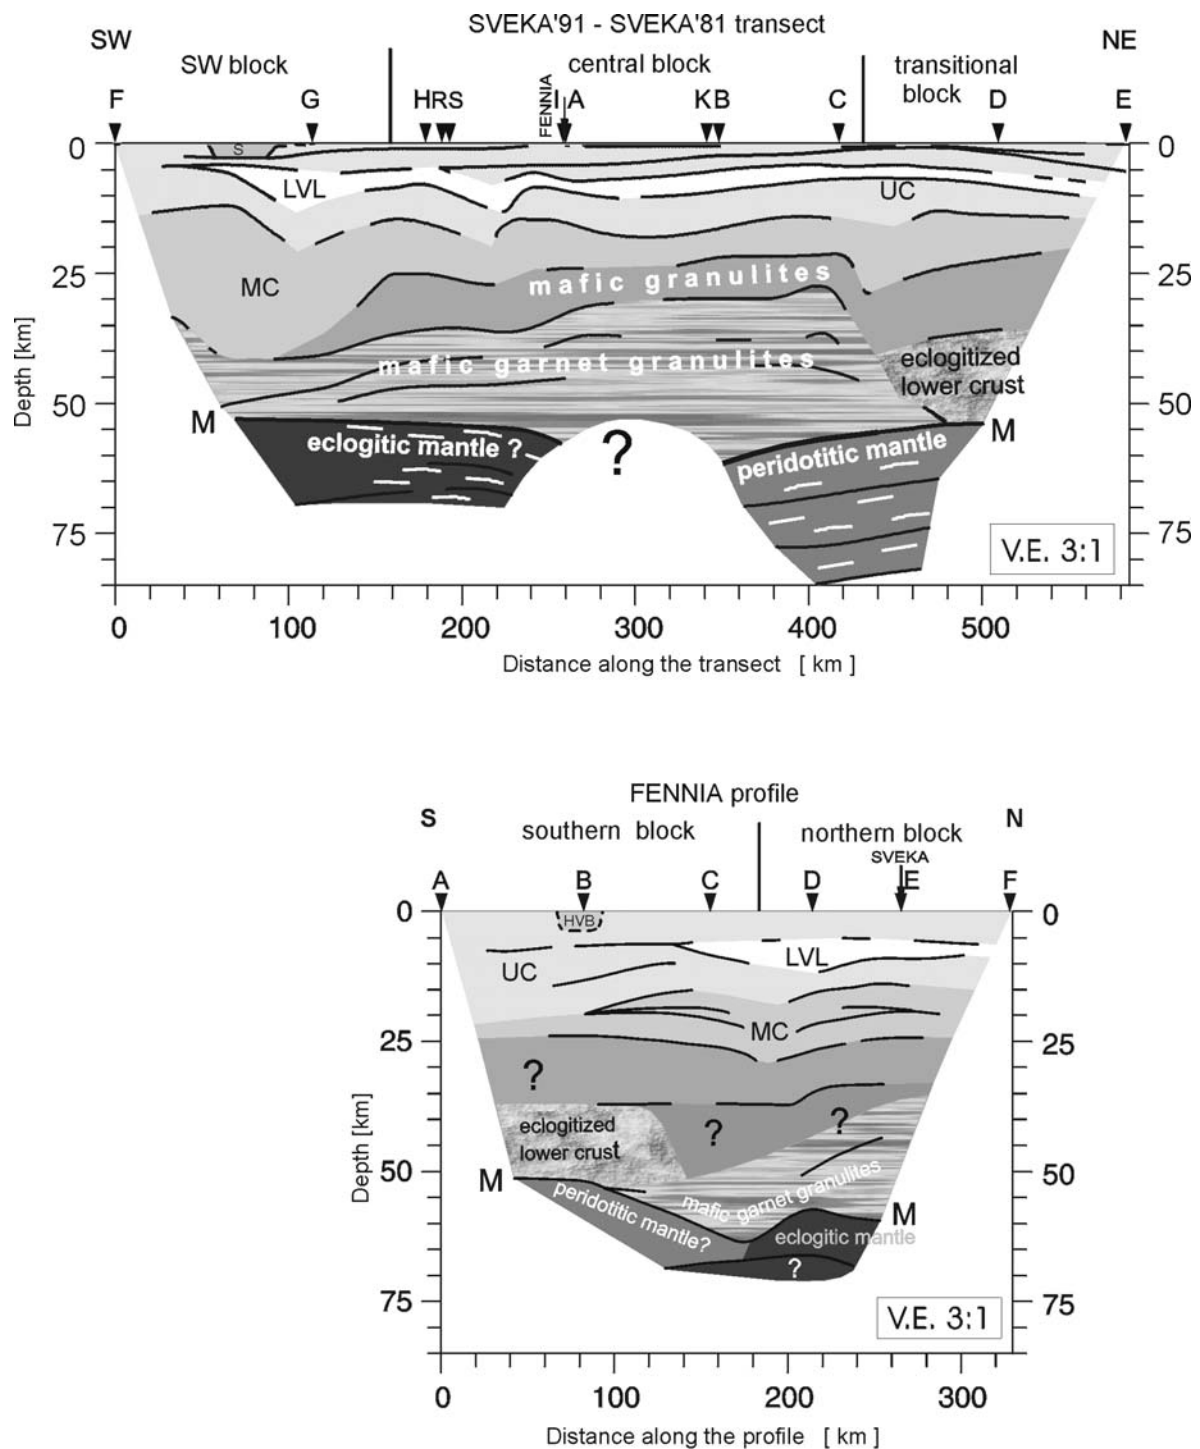 SVEKA'91 - SVEKA'81 transect
SW
NE
SW block
central block
transitional
block
FENNIA
F G H R S I A K B C D E
0 0
S
LVL
UC
25 25
MC
mafic granulites
mafic garnet granulites
eclogitized
lower crust
Depth [km]
50 50
M M
eclogitic mantle ?
?
peridotitic mantle
75 75
V.E. 3:1
0 100 200 300 400 500
Distance along the transect [ km ]
FENNIA profile
S
N
southern block
northern block
SVEKA
A B C D E F
0 0
HVB
UC
LVL
MC
25 25
?
?
?
eclogitized
lower crust
Depth [km]
50 50
M M
mafic garnet granulites
peridotitic mantle?
eclogitic mantle
?
75 75
V.E. 3:1
0 100 200 300
Distance along the profile [ km ]